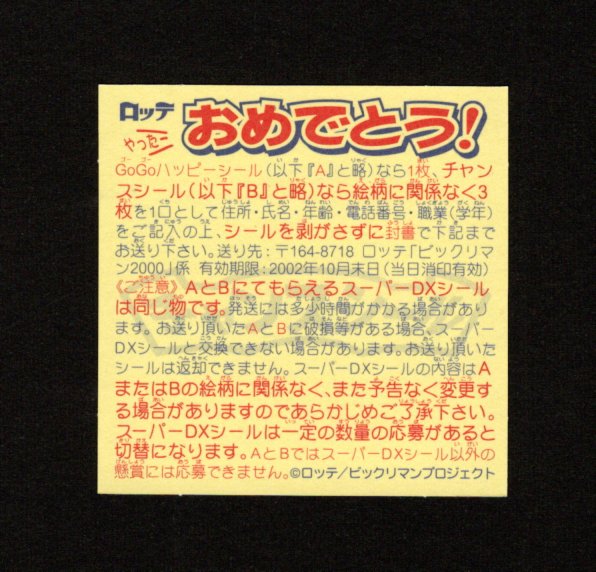 ロッテ
やったー
おめでとう!
GoGoハッピーシール(以下『A』と略)なら1枚、チャン
スシール(以下『B』と略)なら絵柄に関係なく3
枚を1口として住所・氏名・年齢・電話番号・職業(学年)
をご記入の上、シールを剥がさずに封書で下記まで
お送り下さい。送り先:〒164-8718 ロッテ「ビックリマ
ン2000」係 有効期限:2002年10月末日(当日消印有効)
《ご注意》AとBにてもらえるスーパーDXシール
は同じ物です。発送には多少時間がかかる場合があり
ます。お送り頂いたAとBに破損等がある場合、スーパー
DXシールと交換できない場合があります。お送り頂いた
シールは返却できません。スーパーDXシールの内容はA
またはBの絵柄に関係なく、また予告なく変更す
る場合がありますのであらかじめご了承下さい。
スーパーDXシールは一定の数量の応募があると
切替になります。AとBではスーパーDXシール以外の
懸賞には応募できません。©ロッテ/ビックリマンプロジェクト